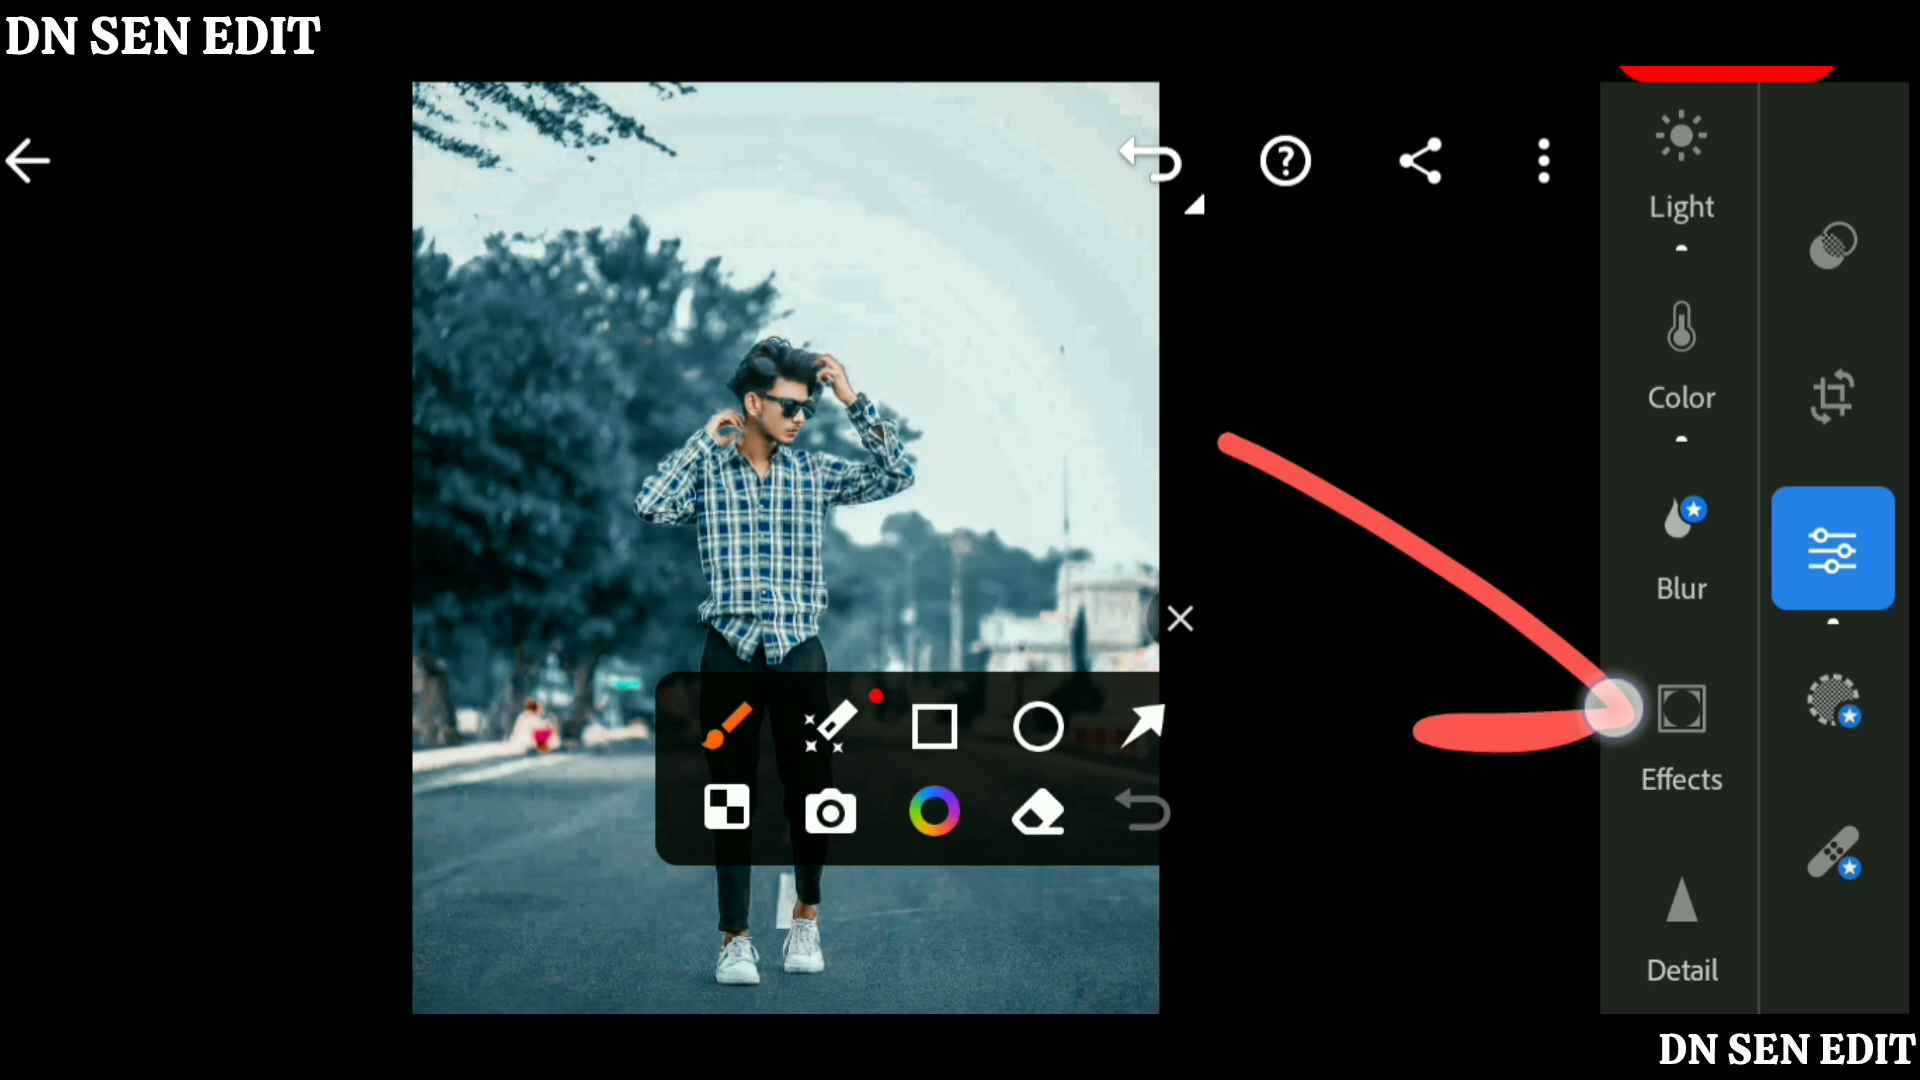 DN SEN EDIT
Light
Color
Blur
Effects
Detail
DN SEN EDIT